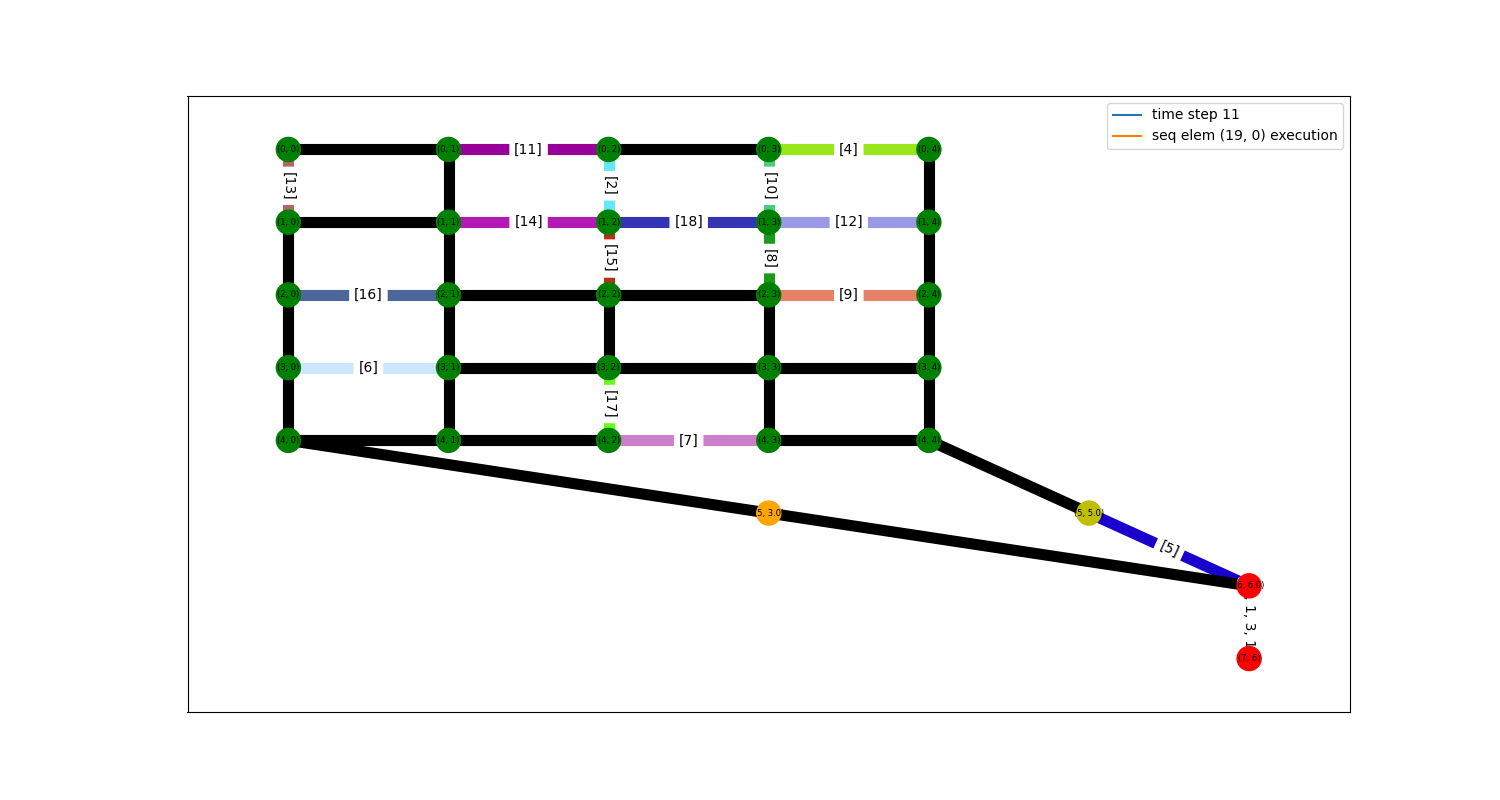 time step 11
seq elem (19, 0) execution
(0, 0) (0, 1) [11] (0, 2) (0, 3) [4] (0, 4)
[13] [2] [10]
(1, 0) (1, 1) [14] (1, 2) [18] (1, 3) [12] (1, 4)
[15] [8]
(2, 0) [16] (2, 1) (2, 2) (2, 3) [9] (2, 4)
(3, 0) [6] (3, 1) (3, 2) (3, 3) (3, 4)
[17]
(4, 0) (4, 1) (4, 2) [7] (4, 3) (4, 4)
(5, 3.0) (5, 5.0)
[5]
(6, 6.0)
1, 3, 1
(7, 6)